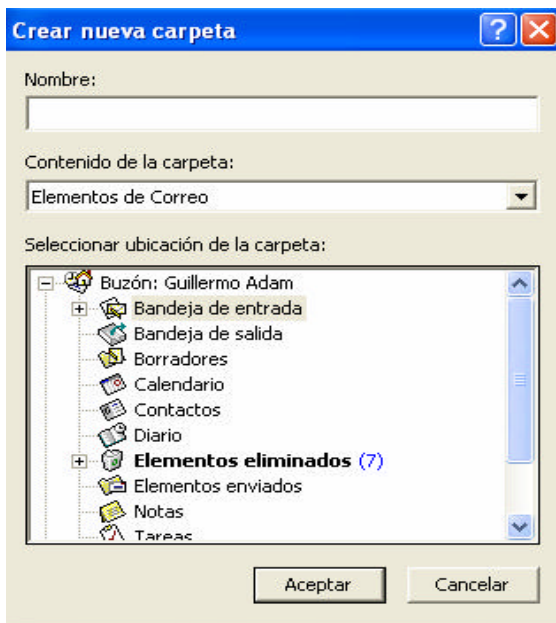 Crear nueva carpeta
Nombre:
Contenido de la carpeta:
Elementos de Correo
Seleccionar ubicación de la carpeta:
Buzón: Guillermo Adam
Bandeja de entrada
Bandeja de salida
Borradores
Calendario
Contactos
Diario
Elementos eliminados (7)
Elementos enviados
Notas
Tareas
Aceptar Cancelar